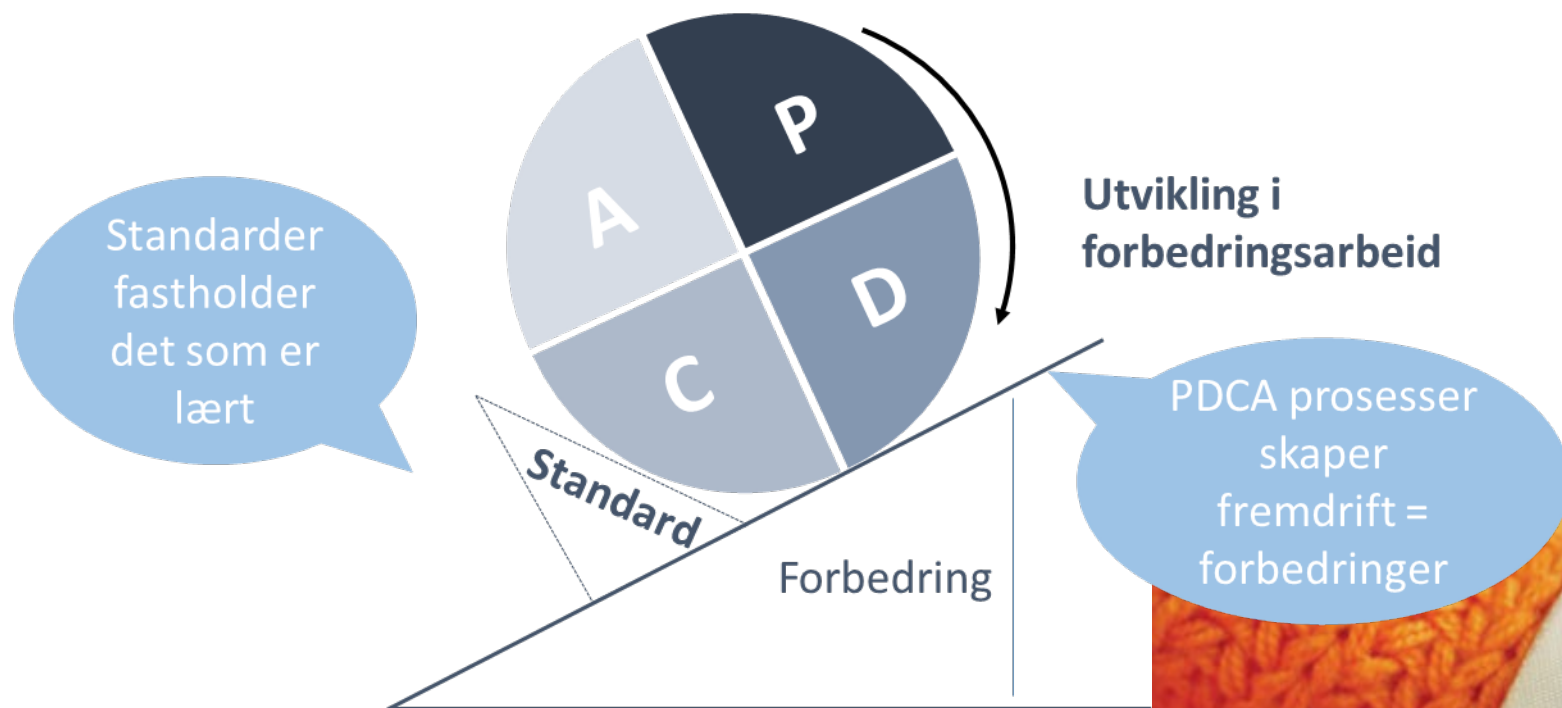 P
A
D
C
Utvikling i
forbedringsarbeid
Standarder
fastholder
det som er
lært
Standard
PDCA prosesser
skaper
fremdrift =
forbedringer
Forbedring